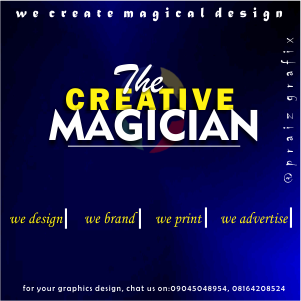 we create magical design
The
CREATIVE
MAGICIAN
@praiz grafix
we design| we brand| we print| we advertise|
for your graphics design, chat us on:09045048954, 08164208524